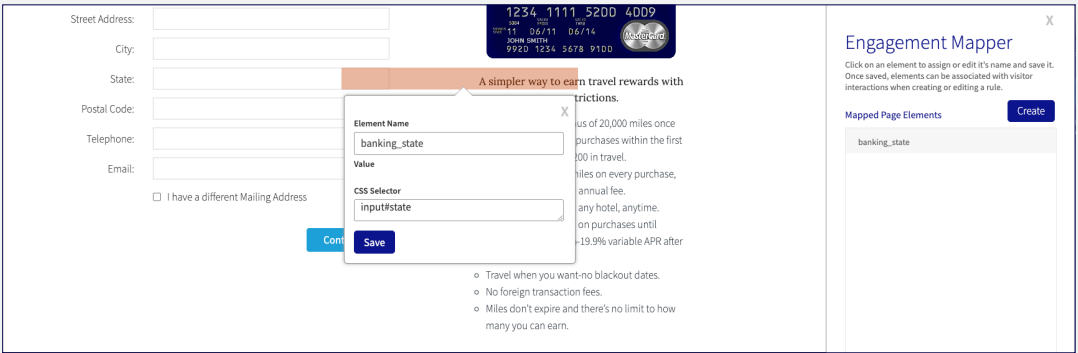 Street Address:
City:
State:
Postal Code:
Telephone:
Email:
I have a different Mailing Address
Cont
1234 1111 5200 4009
11 06/11 06/14
JOHN SMITH
9920 1234 5678 9100
MasterCard
A simpler way to earn travel rewards with
trictions.
us of 20,000 miles once
purchases within the first
200 in travel.
miles on every purchase,
annual fee.
any hotel, anytime.
on purchases until
-19.9% variable APR after
Travel when you want-no blackout dates.
No foreign transaction fees.
Miles don't expire and there's no limit to how
many you can earn.
X
Element Name
banking_state
Value
CSS Selector
input#state
Save
X
Engagement Mapper
Click on an element to assign or edit it's name and save it.
Once saved, elements can be associated with visitor
interactions when creating or editing a rule.
Mapped Page Elements
Create
banking_state